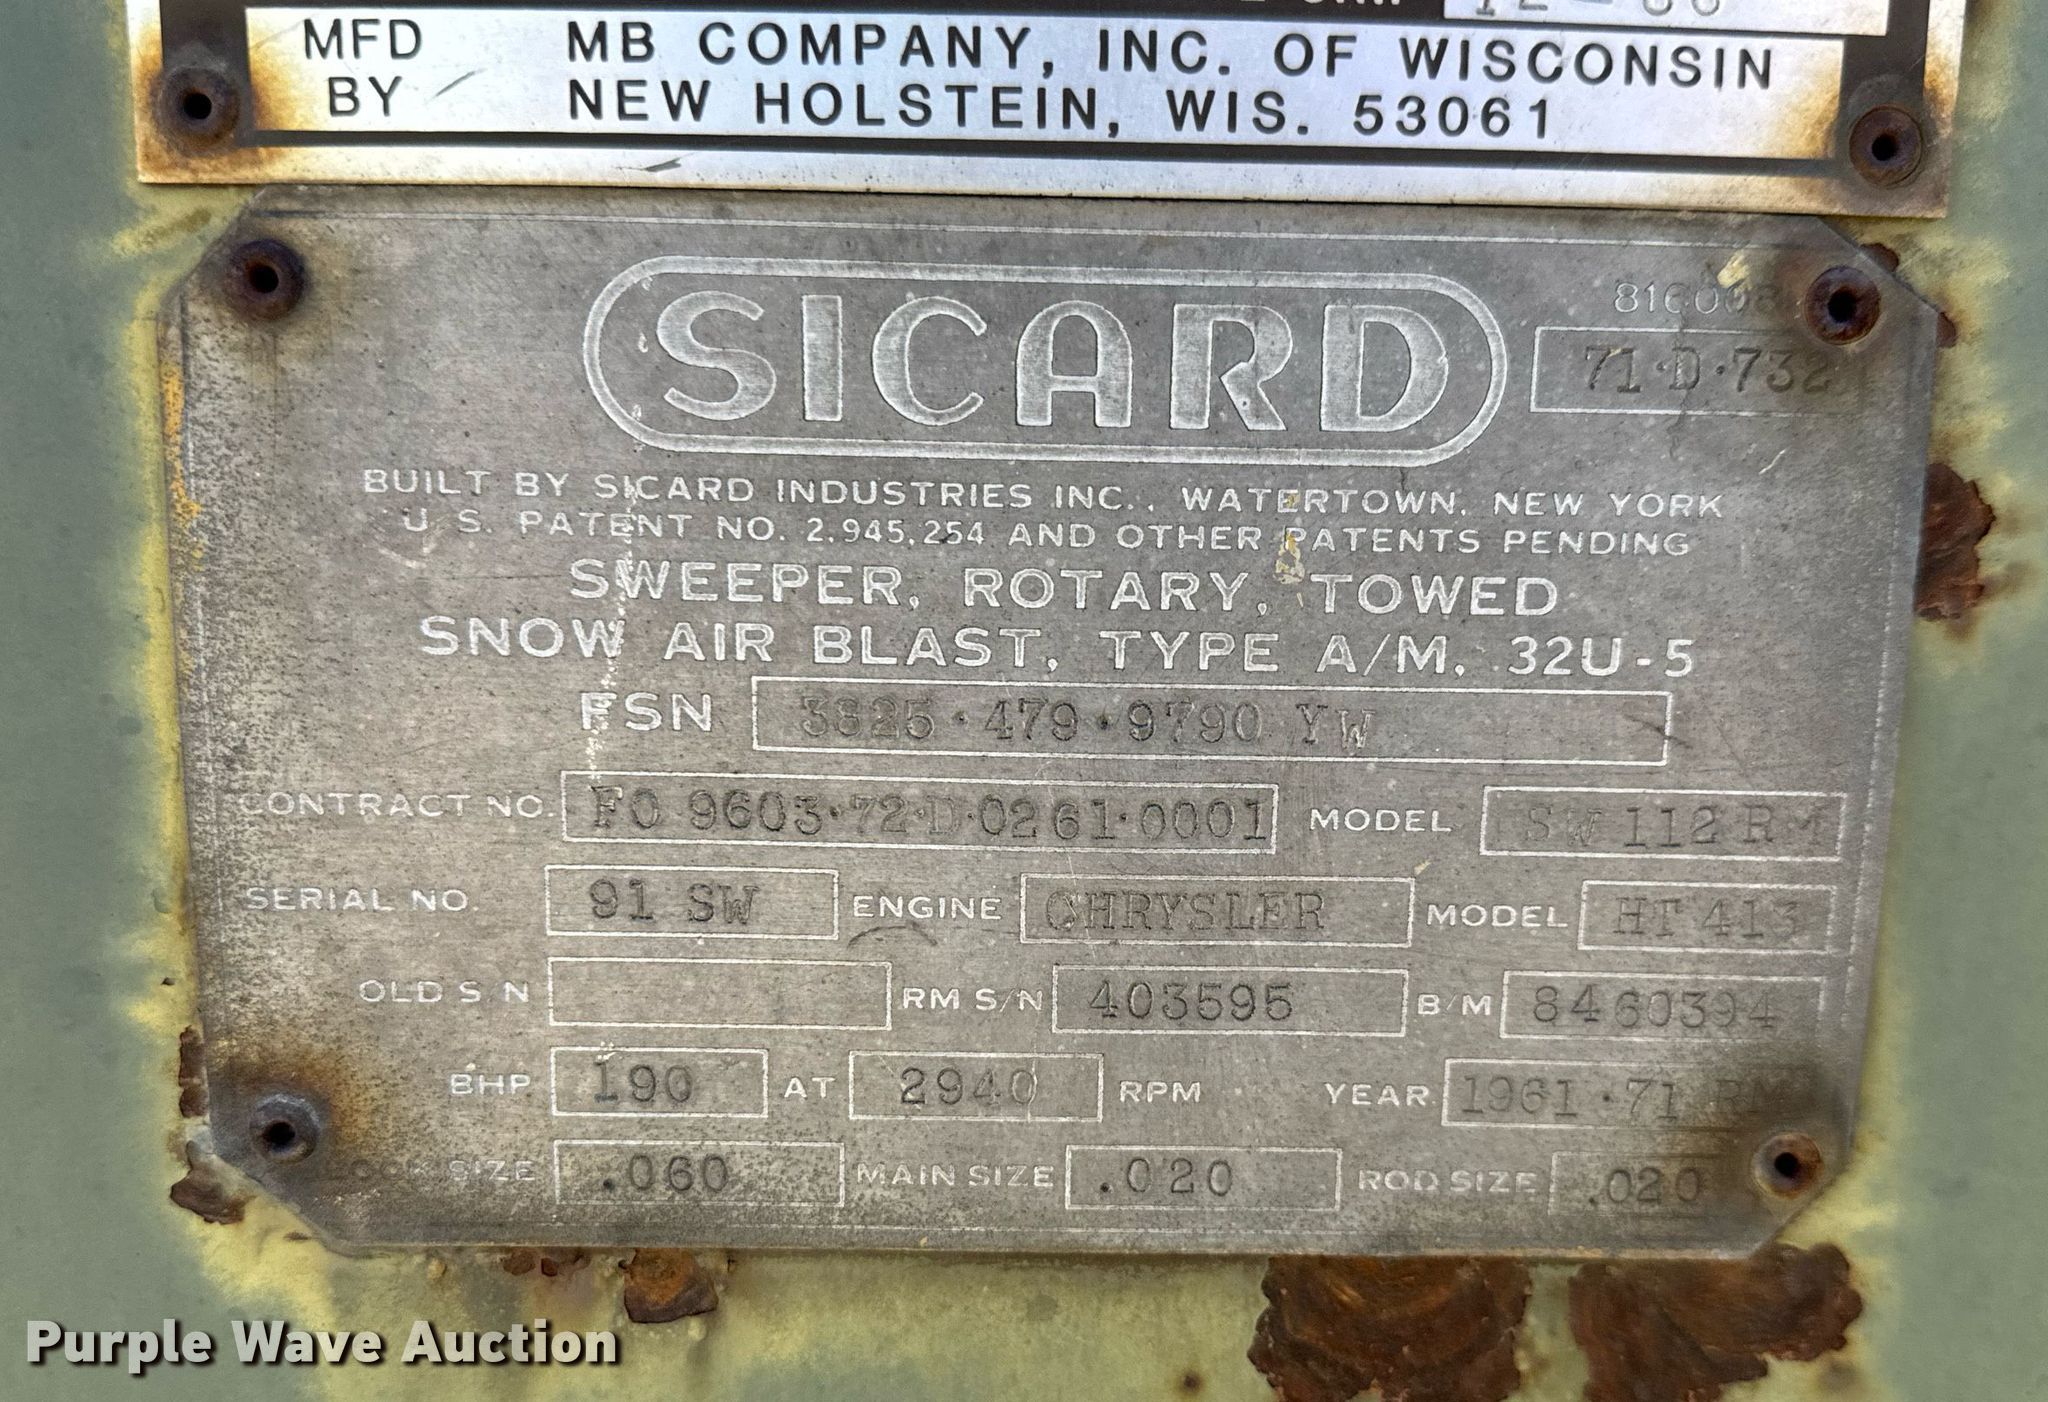 MFD
BY
MB COMPANY, INC. OF WISCONSIN
NEW HOLSTEIN, WIS. 53061
SICARD
71·D·732
BUILT BY SICARD INDUSTRIES INC., WATERTOWN, NEW YORK
U.S. PATENT NO. 2,945,254 AND OTHER PATENTS PENDING
SWEEPER, ROTARY, TOWED
SNOW AIR BLAST, TYPE A/M, 32U-5
FSN 3825·479·9790 YW
CONTRACT NO. FO 9603·72·D·0261·0001 MODEL SW 112 RM
SERIAL NO. 91 SW ENGINE CHRYSLER MODEL HT 413
OLD S/N RM S/N 403595 B/M 8460394
BHP 190 AT 2940 RPM YEAR 1961·71 RM
SIZE .060 MAIN SIZE .020 ROD SIZE .020
Purple Wave Auction